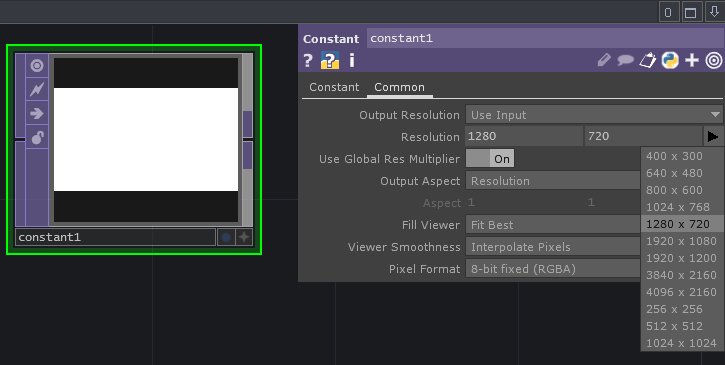 0
Constant constant1
? ? i
Constant Common
Output Resolution Use Input
Resolution 1280 720
Use Global Res Multiplier On
Output Aspect Resolution
Aspect 1 1
Fill Viewer Fit Best
Viewer Smoothness Interpolate Pixels
Pixel Format 8-bit fixed (RGBA)
400 x 300
640 x 480
800 x 600
1024 x 768
1280 x 720
1920 x 1080
1920 x 1200
3840 x 2160
4096 x 2160
256 x 256
512 x 512
1024 x 1024
constant1